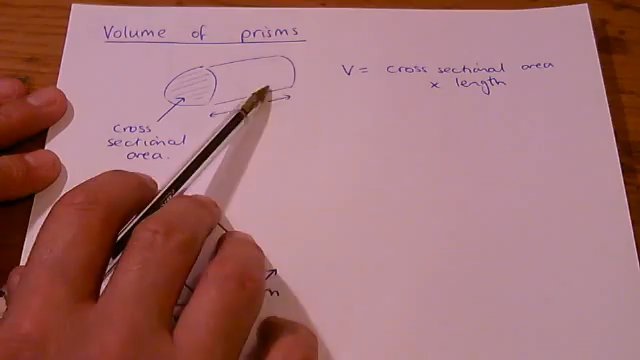 Volume of prisms
V = cross sectional area
x length
cross
sectional
area.